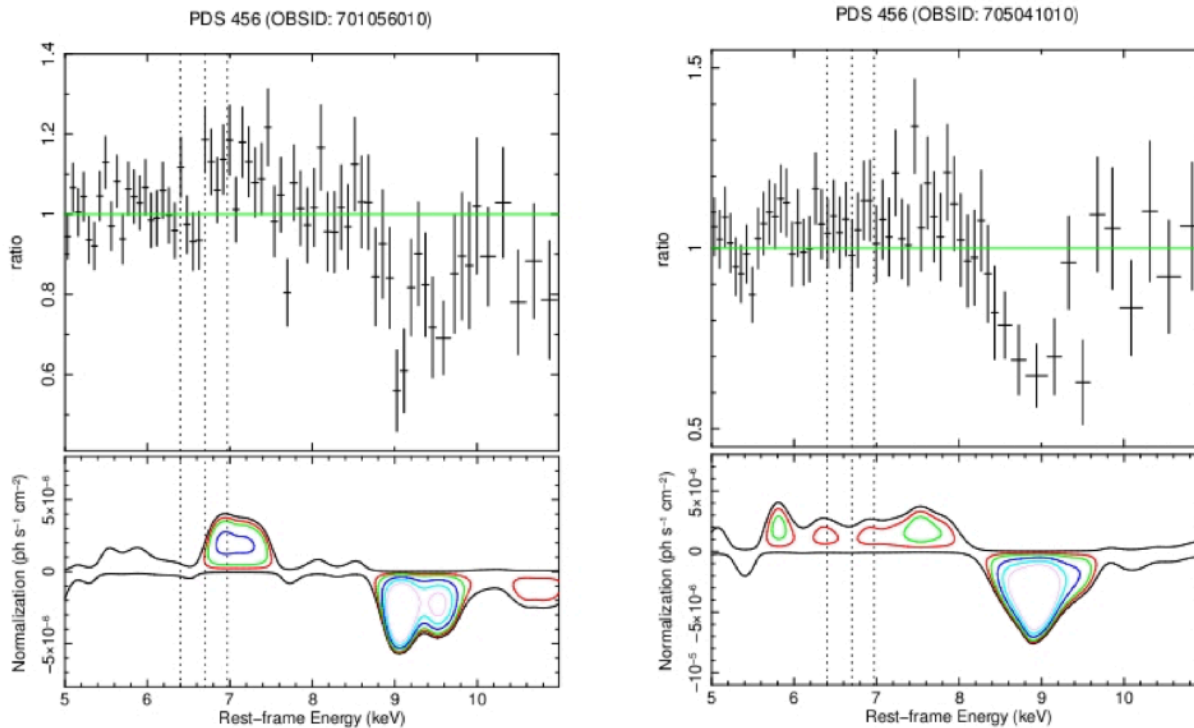 PDS 456 (OBSID: 701056010)
1.4
1.2
1
0.8
0.6
ratio
5×10⁻⁶
0
−5×10⁻⁶
Normalization (ph s⁻¹ cm⁻²)
5 6 7 8 9 10
Rest-frame Energy (keV)
PDS 456 (OBSID: 705041010)
1.5
1
0.5
ratio
5×10⁻⁶
0
−5×10⁻⁶
−10⁻⁵
Normalization (ph s⁻¹ cm⁻²)
5 6 7 8 9 10
Rest-frame Energy (keV)